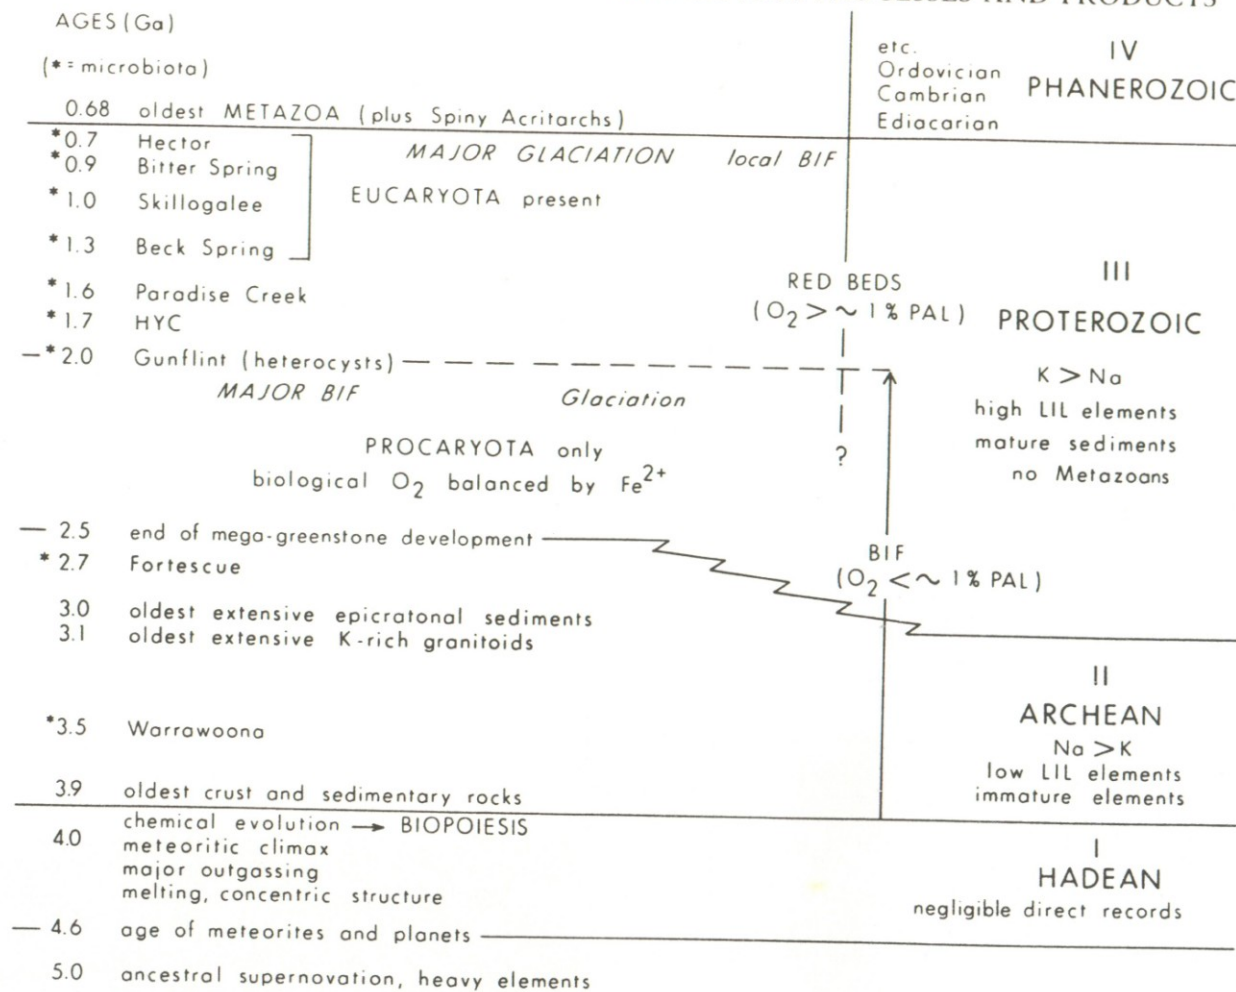 AND PRODUCTS
AGES (Ga)
(* = microbiota)
0.68 oldest METAZOA (plus Spiny Acritarchs)
*0.7 Hector
*0.9 Bitter Spring
*1.0 Skillogalee
*1.3 Beck Spring
MAJOR GLACIATION local BIF
EUCARYOTA present
*1.6 Paradise Creek
*1.7 HYC
—*2.0 Gunflint (heterocysts)
MAJOR BIF Glaciation
PROCARYOTA only
biological O₂ balanced by Fe²⁺
— 2.5 end of mega-greenstone development
*2.7 Fortescue
3.0 oldest extensive epicratonal sediments
3.1 oldest extensive K-rich granitoids
*3.5 Warrawoona
3.9 oldest crust and sedimentary rocks
chemical evolution → BIOPOIESIS
4.0 meteoritic climax
major outgassing
melting, concentric structure
— 4.6 age of meteorites and planets
5.0 ancestral supernovation, heavy elements
RED BEDS
(O₂ > ~ 1% PAL)
?
BIF
(O₂ < ~ 1% PAL)
etc.
Ordovician
Cambrian
Ediacarian
IV
PHANEROZOIC
III
PROTEROZOIC
K > Na
high LIL elements
mature sediments
no Metazoans
II
ARCHEAN
Na > K
low LIL elements
immature elements
I
HADEAN
negligible direct records